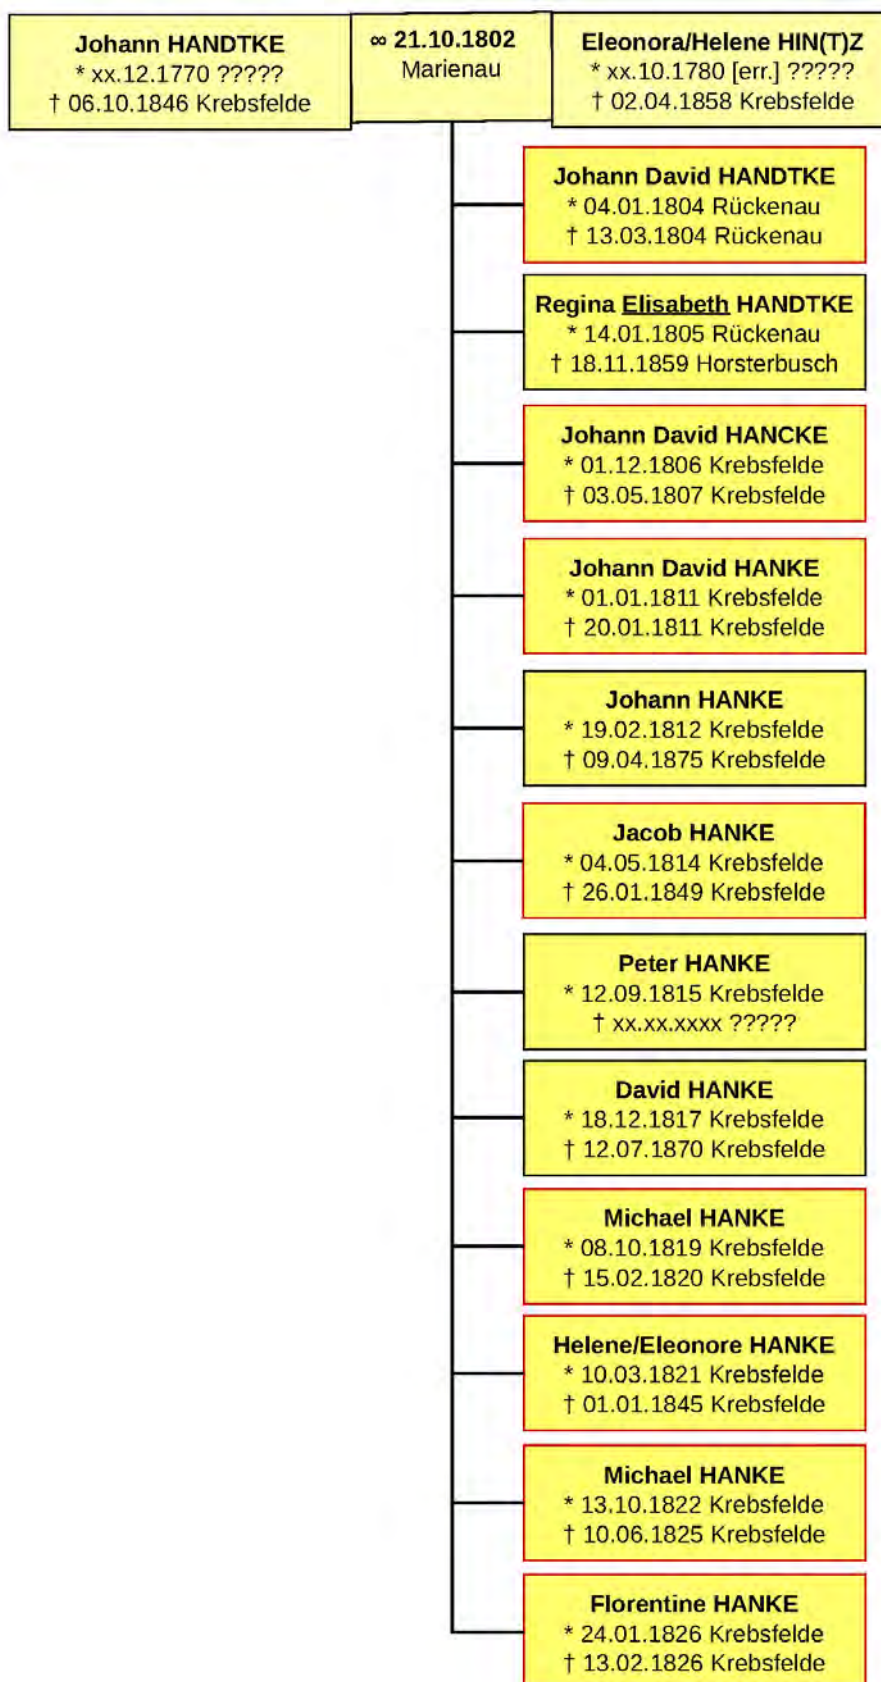 Johann HANDTKE
* xx.12.1770 ?????
† 06.10.1846 Krebsfelde
∞ 21.10.1802
Marienau
Eleonora/Helene HIN(T)Z
* xx.10.1780 [err.] ?????
† 02.04.1858 Krebsfelde
Johann David HANDTKE
* 04.01.1804 Rückenau
† 13.03.1804 Rückenau
Regina Elisabeth HANDTKE
* 14.01.1805 Rückenau
† 18.11.1859 Horsterbusch
Johann David HANCKE
* 01.12.1806 Krebsfelde
† 03.05.1807 Krebsfelde
Johann David HANKE
* 01.01.1811 Krebsfelde
† 20.01.1811 Krebsfelde
Johann HANKE
* 19.02.1812 Krebsfelde
† 09.04.1875 Krebsfelde
Jacob HANKE
* 04.05.1814 Krebsfelde
† 26.01.1849 Krebsfelde
Peter HANKE
* 12.09.1815 Krebsfelde
† xx.xx.xxxx ?????
David HANKE
* 18.12.1817 Krebsfelde
† 12.07.1870 Krebsfelde
Michael HANKE
* 08.10.1819 Krebsfelde
† 15.02.1820 Krebsfelde
Helene/Eleonore HANKE
* 10.03.1821 Krebsfelde
† 01.01.1845 Krebsfelde
Michael HANKE
* 13.10.1822 Krebsfelde
† 10.06.1825 Krebsfelde
Florentine HANKE
* 24.01.1826 Krebsfelde
† 13.02.1826 Krebsfelde